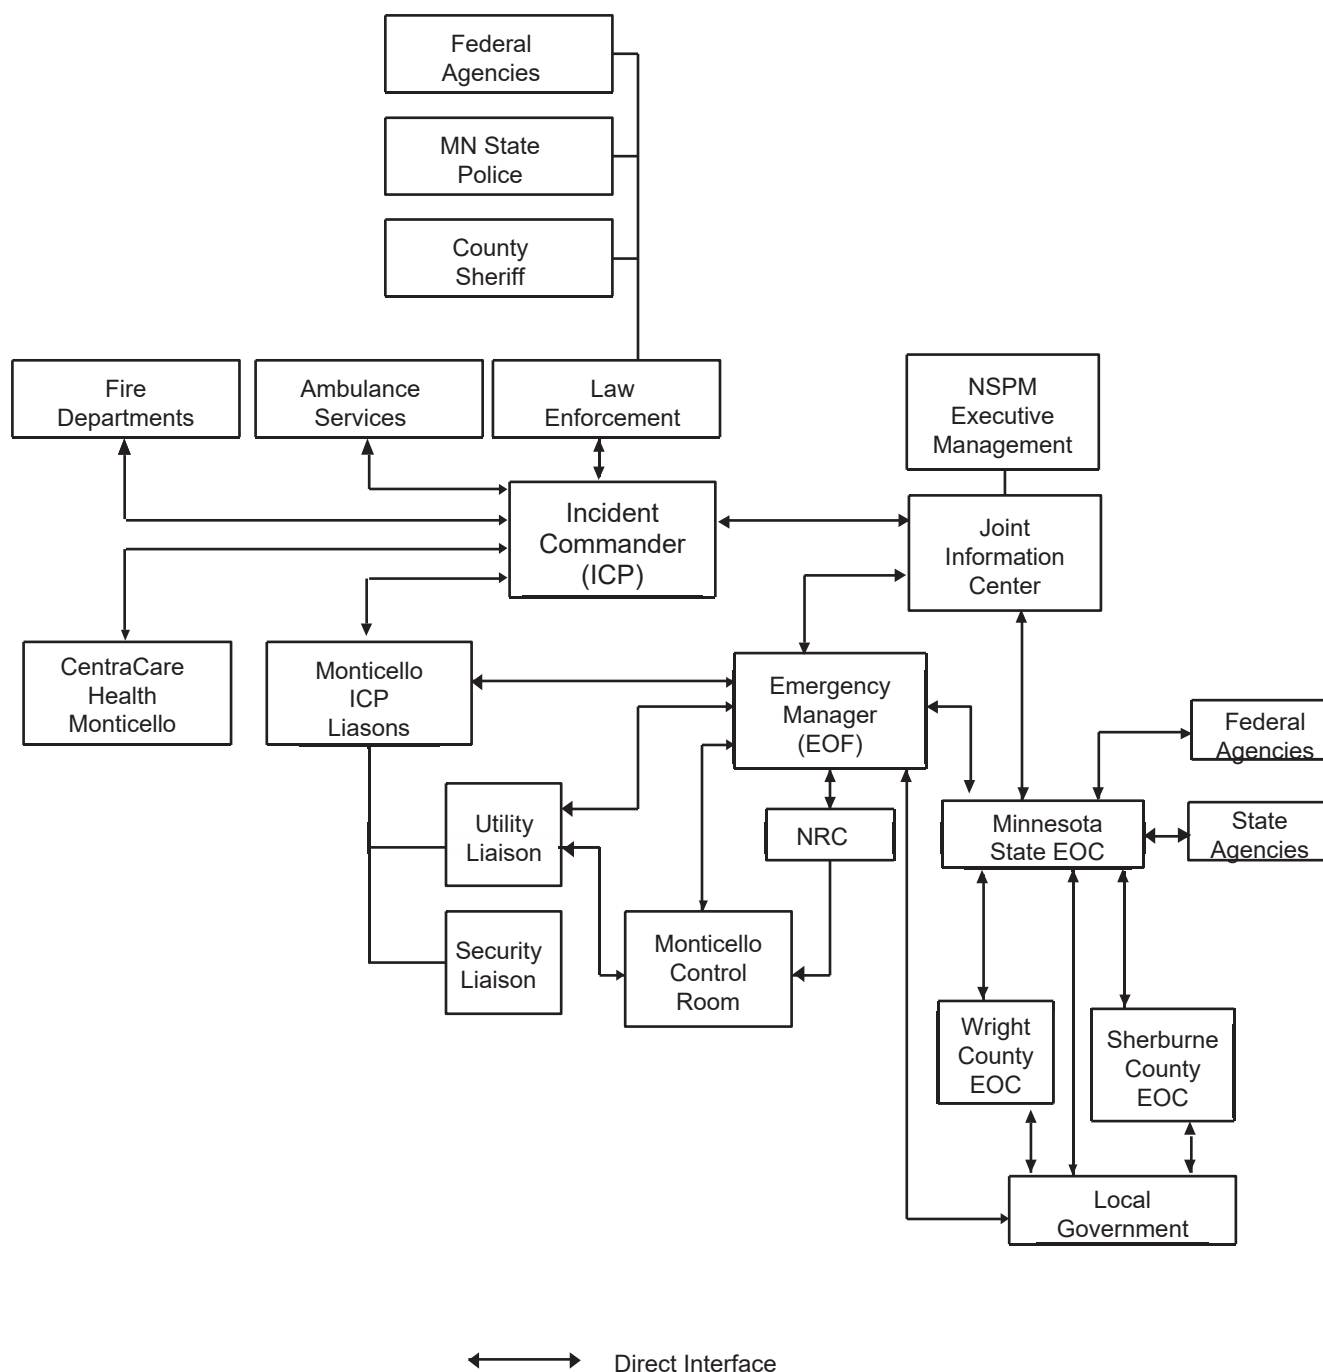 Federal
Agencies
MN State
Police
County
Sheriff
Fire
Departments
Ambulance
Services
Law
Enforcement
NSPM
Executive
Management
Incident
Commander
(ICP)
Joint
Information
Center
CentraCare
Health
Monticello
Monticello
ICP
Liasons
Emergency
Manager
(EOF)
Federal
Agencies
Utility
Liaison
NRC
Minnesota
State EOC
State
Agencies
Security
Liaison
Monticello
Control
Room
Wright
County
EOC
Sherburne
County
EOC
Local
Government
Direct Interface